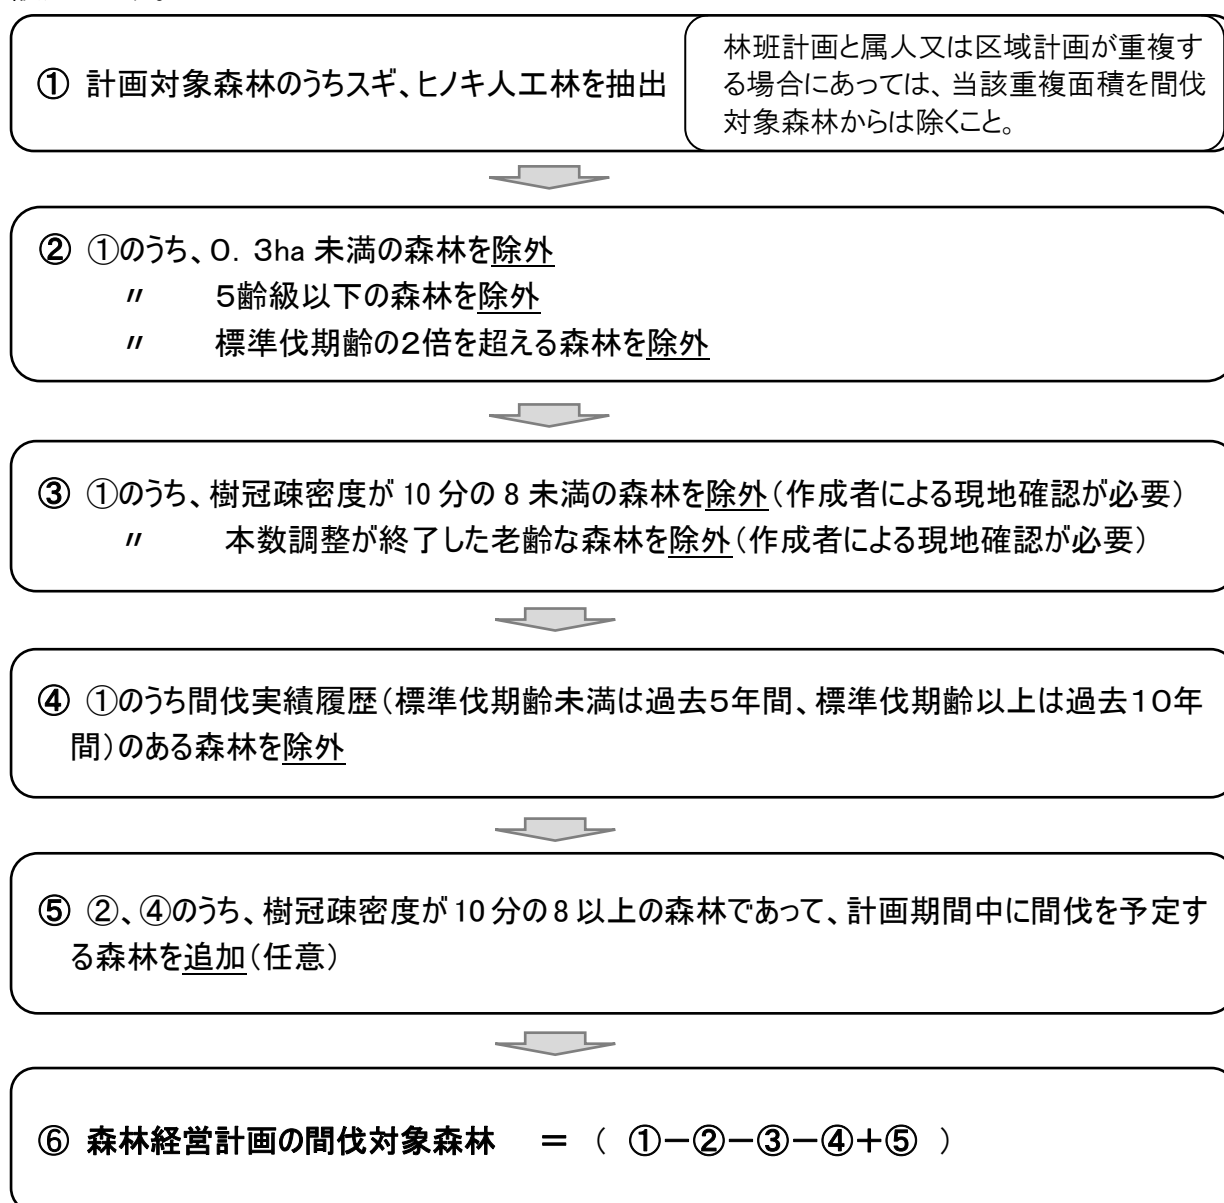 ① 計画対象森林のうちスギ、ヒノキ人工林を抽出
林班計画と属人又は区域計画が重複す
る場合にあっては、当該重複面積を間伐
対象森林からは除くこと。
② ①のうち、０．３ha 未満の森林を除外
〃 ５齢級以下の森林を除外
〃 標準伐期齢の２倍を超える森林を除外
③ ①のうち、樹冠疎密度が 10 分の 8 未満の森林を除外（作成者による現地確認が必要）
〃 本数調整が終了した老齢な森林を除外（作成者による現地確認が必要）
④ ①のうち間伐実績履歴（標準伐期齢未満は過去５年間、標準伐期齢以上は過去１０年
間）のある森林を除外
⑤ ②、④のうち、樹冠疎密度が 10 分の 8 以上の森林であって、計画期間中に間伐を予定す
る森林を追加（任意）
⑥ 森林経営計画の間伐対象森林 ＝ （ ①－②－③－④＋⑤ ）